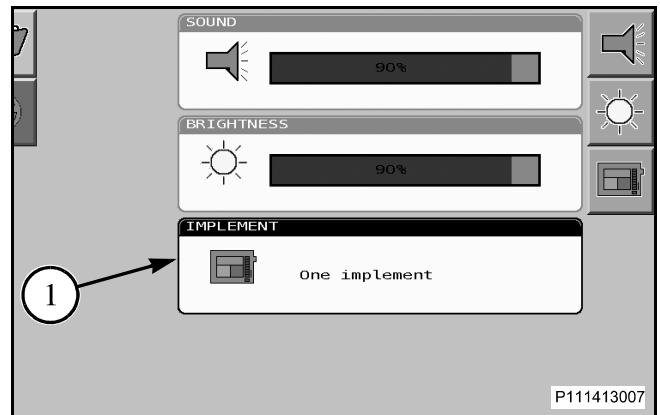 SOUND
90%
BRIGHTNESS
90%
IMPLEMENT
One implement
1
P111413007